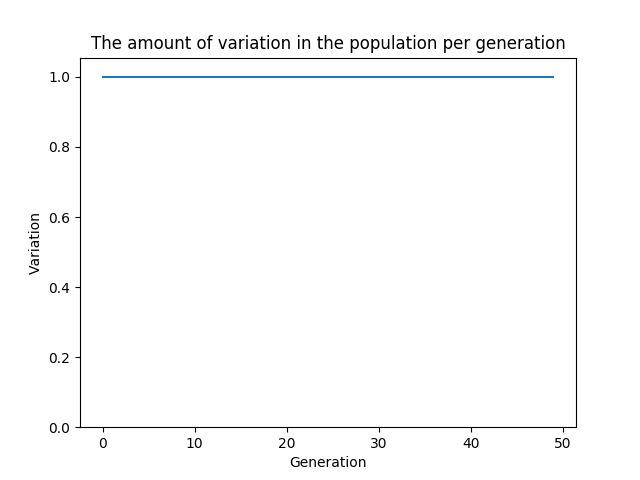 The amount of variation in the population per generation
1.0
0.8
0.6
0.4
0.2
0.0
Variation
0 10 20 30 40 50
Generation